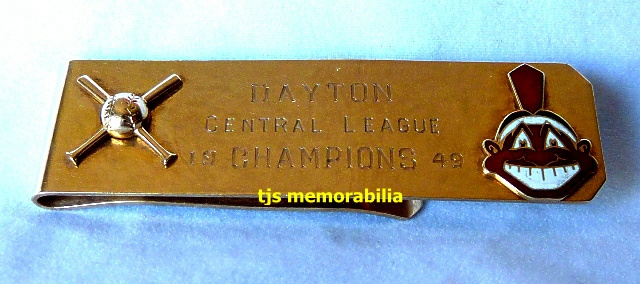 DAYTON
CENTRAL LEAGUE
19 CHAMPIONS 49
tjs memorabilia